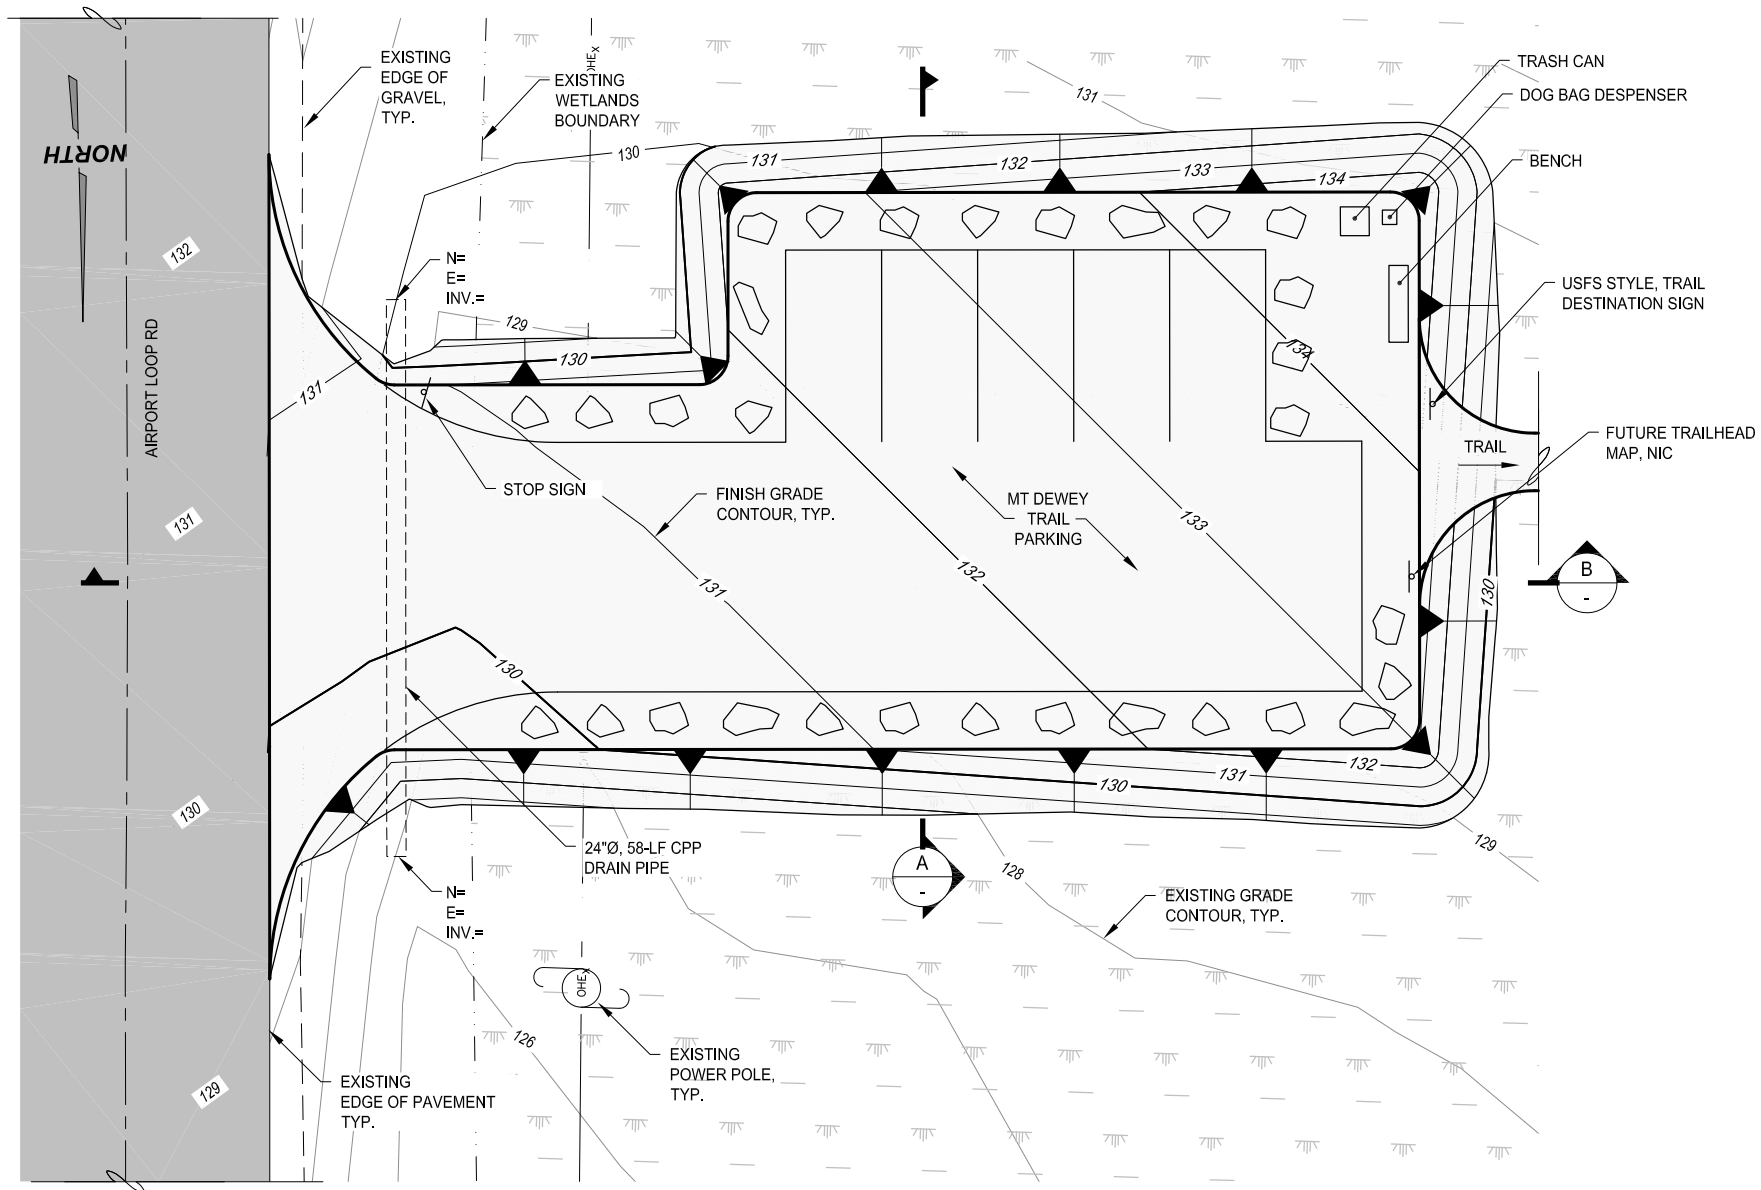 EXISTING
EDGE OF
GRAVEL,
TYP.
EXISTING
WETLANDS
BOUNDARY
OHEx
131
TRASH CAN
DOG BAG DESPENSER
BENCH
NORTH
130
131
132
133
134
132
N=
E=
INV.=
129
130
USFS STYLE, TRAIL
DESTINATION SIGN
AIRPORT LOOP RD
131
134
FUTURE TRAILHEAD
MAP, NIC
TRAIL
STOP SIGN
FINISH GRADE
CONTOUR, TYP.
MT DEWEY
TRAIL
PARKING
131
133
132
131
B
-
130
130
130
131
132
130
129
24"Ø, 58-LF CPP
DRAIN PIPE
A
-
128
N=
E=
INV.=
EXISTING GRADE
CONTOUR, TYP.
OHEx
126
EXISTING
POWER POLE,
TYP.
129
EXISTING
EDGE OF PAVEMENT
TYP.